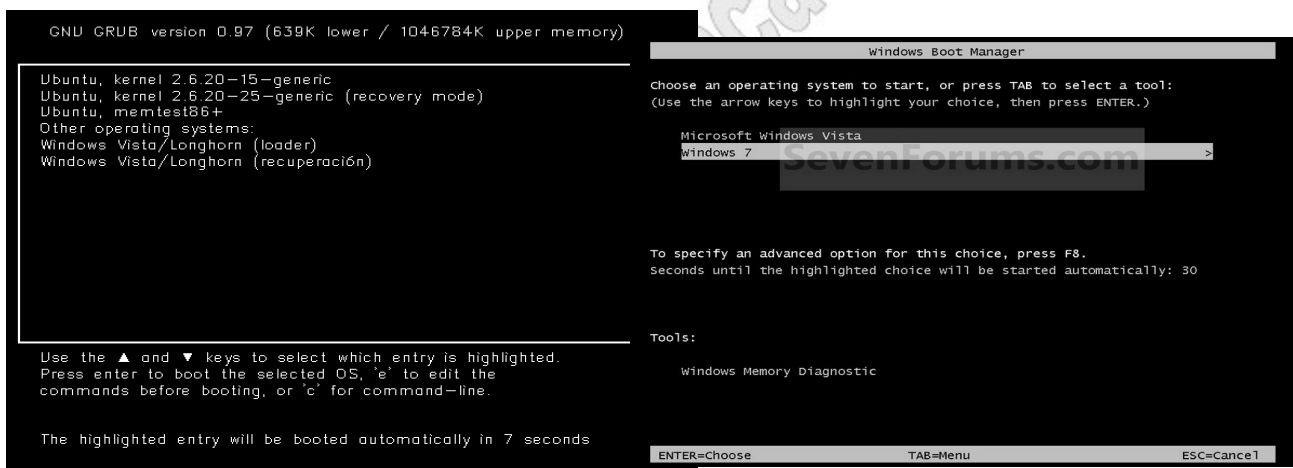 GNU GRUB version 0.97 (639K lower / 1046784K upper memory)
Ubuntu, kernel 2.6.20-15-generic
Ubuntu, kernel 2.6.20-25-generic (recovery mode)
Ubuntu, memtest86+
Other operating systems:
Windows Vista/Longhorn (loader)
Windows Vista/Longhorn (recuperación)
Use the ▲ and ▼ keys to select which entry is highlighted.
Press enter to boot the selected OS, 'e' to edit the
commands before booting, or 'c' for command-line.
The highlighted entry will be booted automatically in 7 seconds
Windows Boot Manager
Choose an operating system to start, or press TAB to select a tool:
(Use the arrow keys to highlight your choice, then press ENTER.)
Microsoft Windows Vista
Windows 7 >
SevenForums.com
To specify an advanced option for this choice, press F8.
Seconds until the highlighted choice will be started automatically: 30
Tools:
Windows Memory Diagnostic
ENTER=Choose TAB=Menu ESC=Cancel